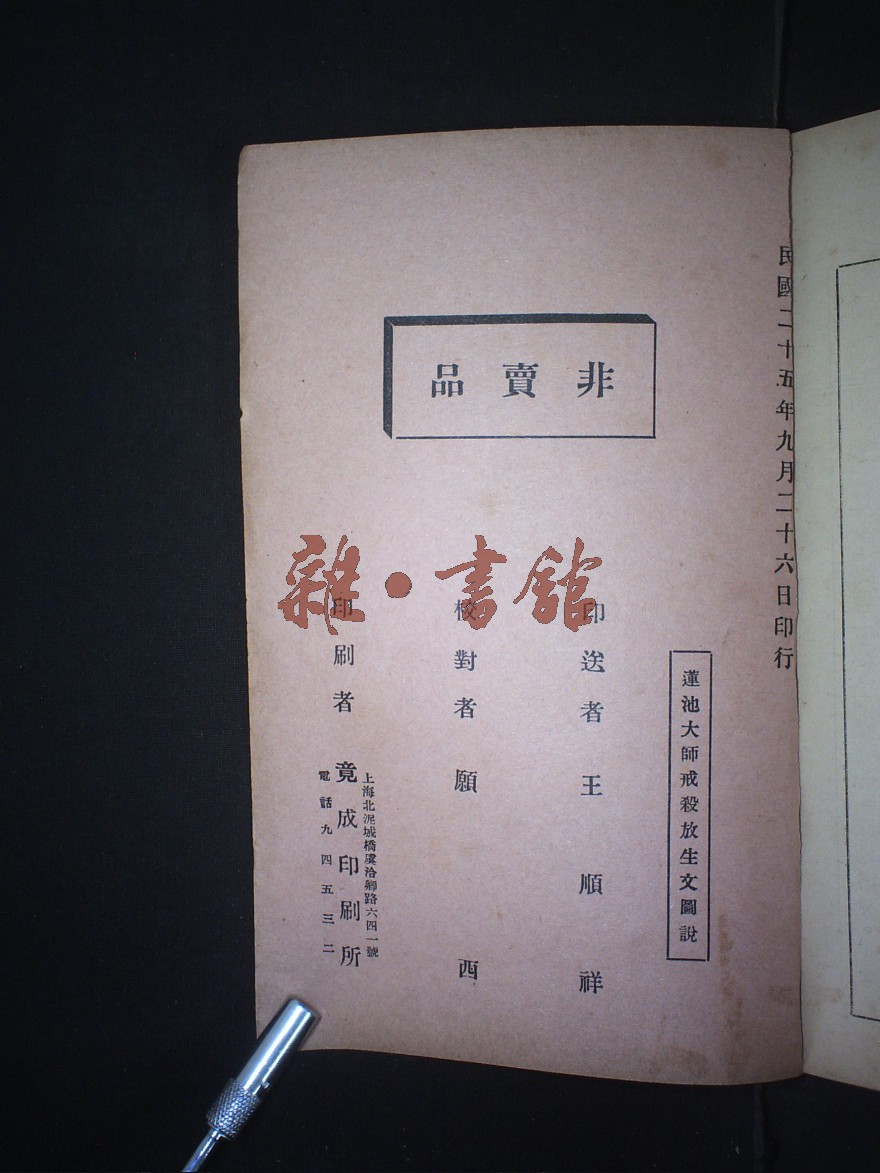 民國二十五年九月二十六日印行
蓮池大師戒殺放生文圖說
非賣品
印送者 王順祥
校對者 願西
印刷者 竟成印刷所
上海北泥城橋虞洽卿路六四一號
電話九四五三二
雜·書館